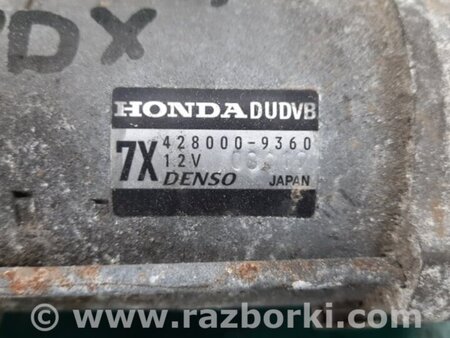 DX
HONDA DUDVB
7X 428000-9360
12V
DENSO JAPAN
© www.razborki.com